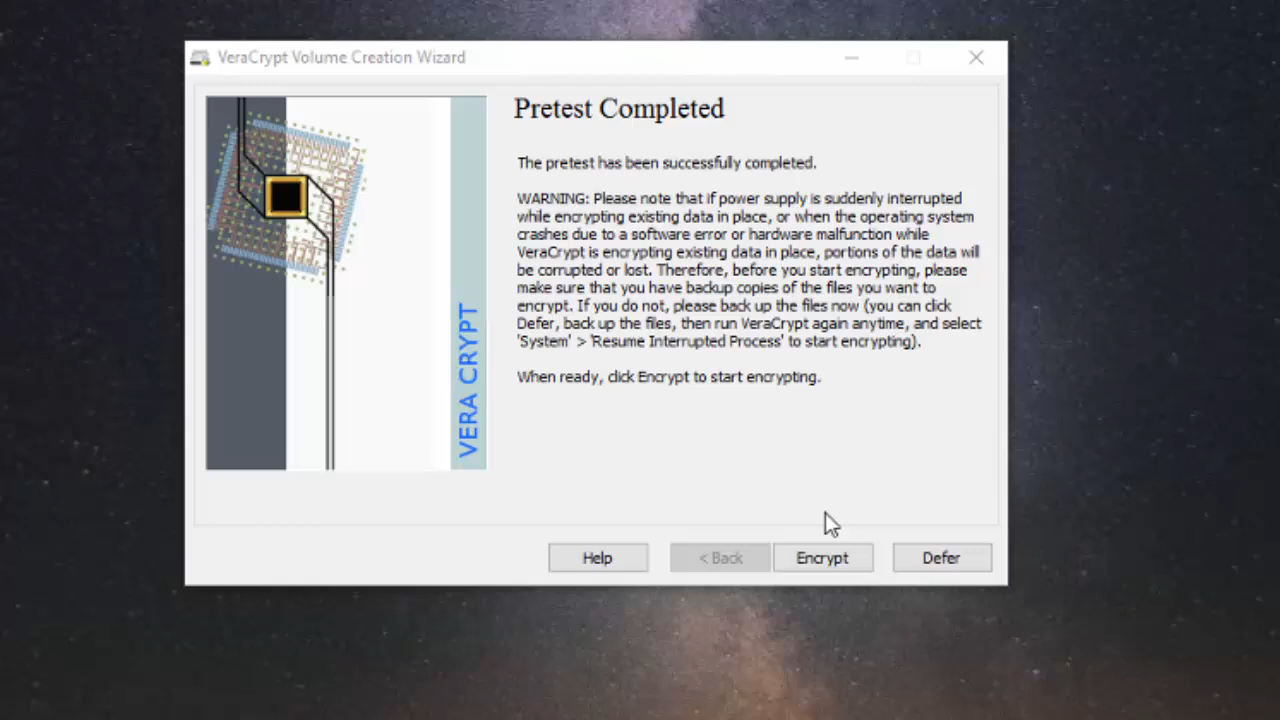 VeraCrypt Volume Creation Wizard
Pretest Completed
The pretest has been successfully completed.
WARNING: Please note that if power supply is suddenly interrupted
while encrypting existing data in place, or when the operating system
crashes due to a software error or hardware malfunction while
VeraCrypt is encrypting existing data in place, portions of the data will
be corrupted or lost. Therefore, before you start encrypting, please
make sure that you have backup copies of the files you want to
encrypt. If you do not, please back up the files now (you can click
Defer, back up the files, then run VeraCrypt again anytime, and select
'System' > 'Resume Interrupted Process' to start encrypting).
When ready, click Encrypt to start encrypting.
VERA CRYPT
Help
< Back
Encrypt
Defer